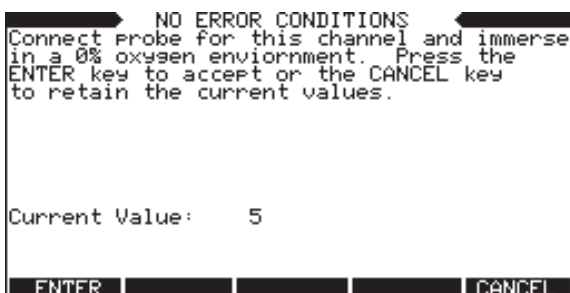 NO ERROR CONDITIONS
Connect probe for this channel and immerse
in a 0% oxygen enviornment.  Press the
ENTER key to accept or the CANCEL key
to retain the current values.
Current Value:    5
ENTER CANCEL